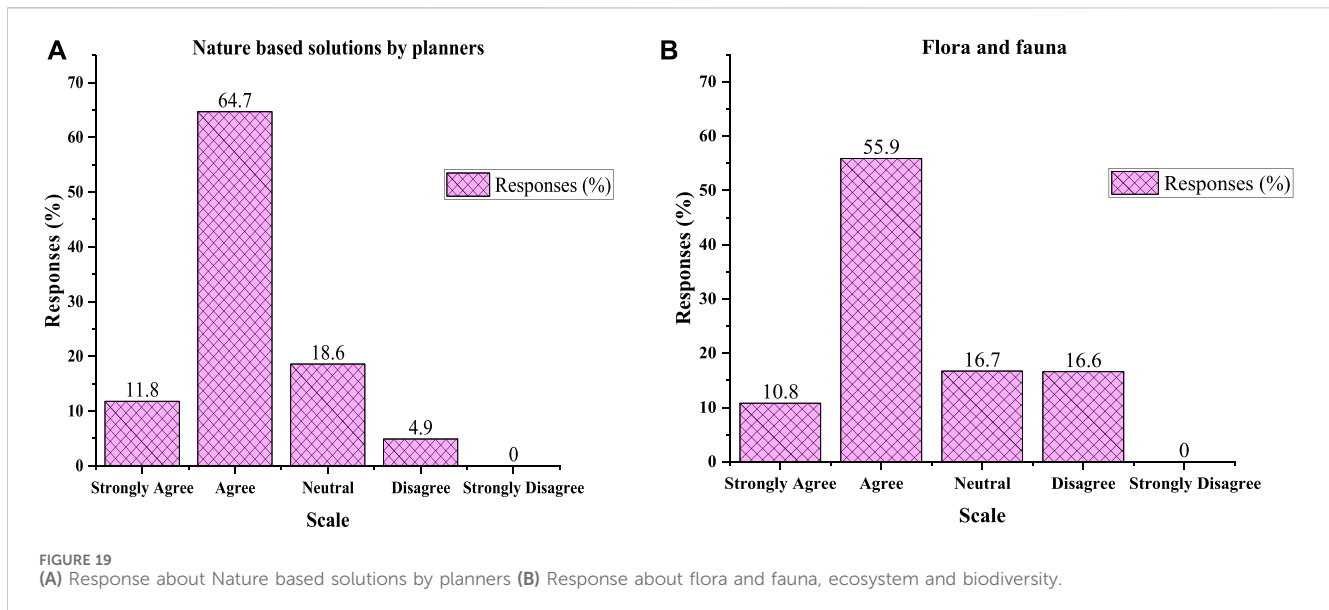 A
Nature based solutions by planners
70
60
50
40
30
20
10
0
Responses (%)
64.7
18.6
11.8
4.9
0
Responses (%)
Strongly Agree Agree Neutral Disagree Strongly Disagree
Scale
B
Flora and fauna
70
60
50
40
30
20
10
0
Responses (%)
55.9
16.7
16.6
10.8
0
Responses (%)
Strongly Agree Agree Neutral Disagree Strongly Disagree
Scale
FIGURE 19
(A) Response about Nature based solutions by planners (B) Response about flora and fauna, ecosystem and biodiversity.